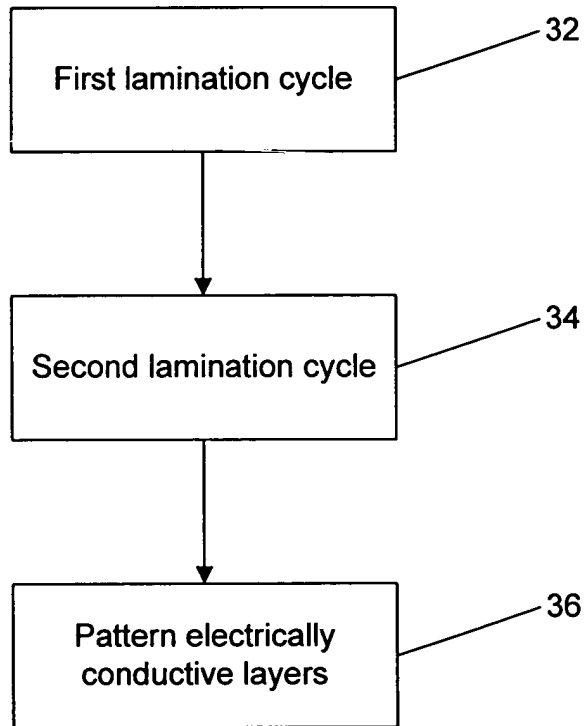 32
First lamination cycle
34
Second lamination cycle
36
Pattern electrically
conductive layers